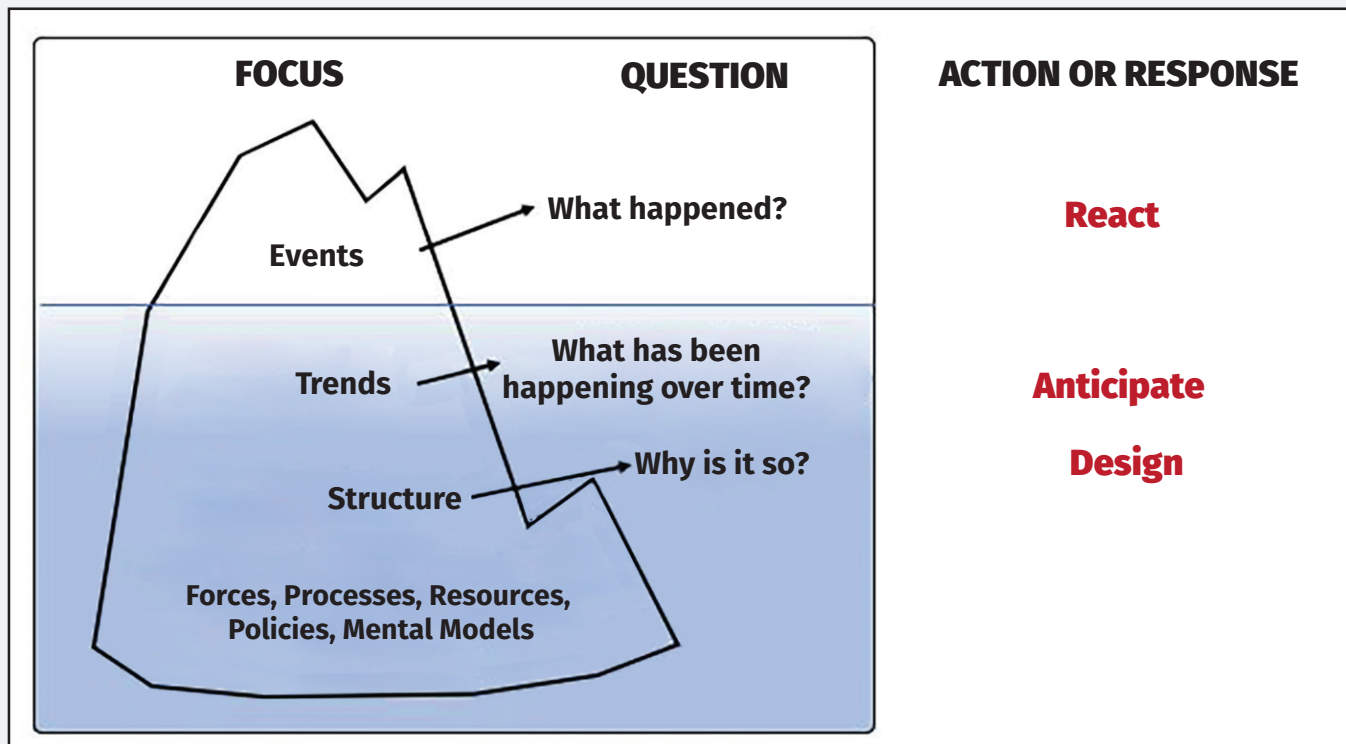 FOCUS
QUESTION
ACTION OR RESPONSE
What happened?
React
Events
What has been
happening over time?
Trends
Anticipate
Why is it so?
Design
Structure
Forces, Processes, Resources,
Policies, Mental Models